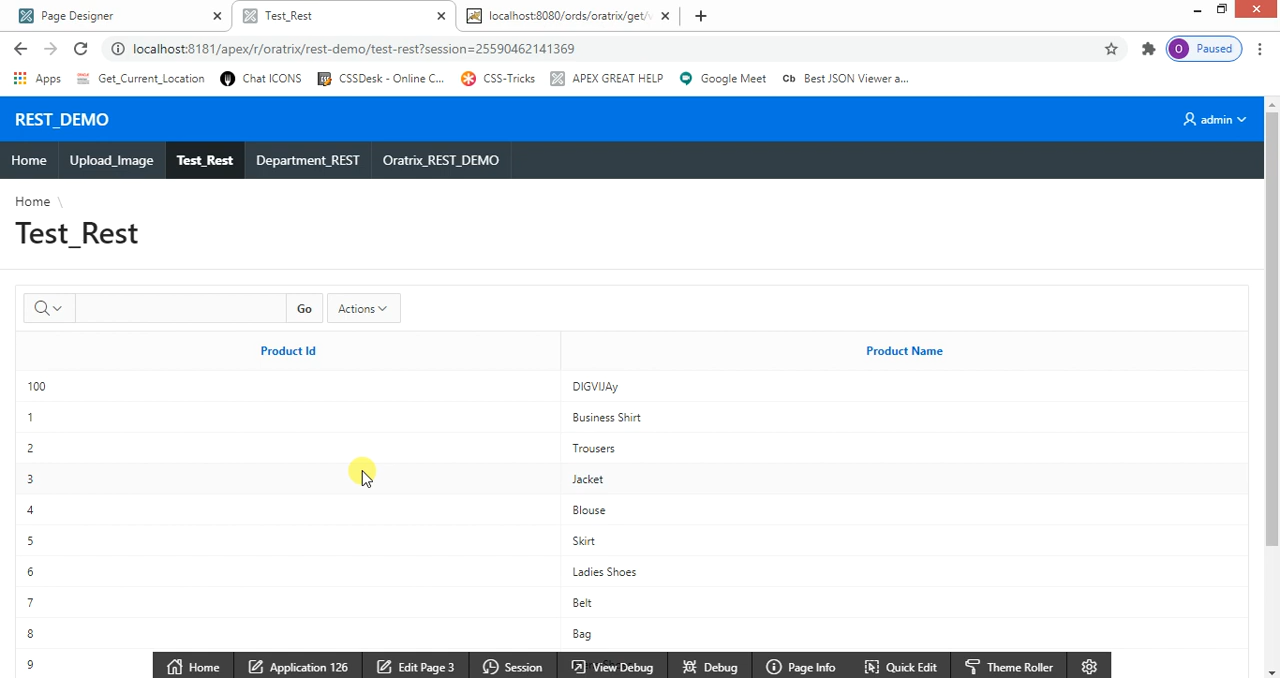 Page Designer
Test_Rest
localhost:8080/ords/oratrix/get/
localhost:8181/apex/r/oratrix/rest-demo/test-rest?session=25590462141369
O Paused
Apps Get_Current_Location Chat ICONS CSSDesk - Online C... CSS-Tricks APEX GREAT HELP Google Meet Cb Best JSON Viewer a...
REST_DEMO
admin
Home Upload_Image Test_Rest Department_REST Oratrix_REST_DEMO
Home \
Test_Rest
Go Actions
Product Id Product Name
100 DIGVIJAy
1 Business Shirt
2 Trousers
3 Jacket
4 Blouse
5 Skirt
6 Ladies Shoes
7 Belt
8 Bag
9
Home Application 126 Edit Page 3 Session View Debug Debug Page Info Quick Edit Theme Roller